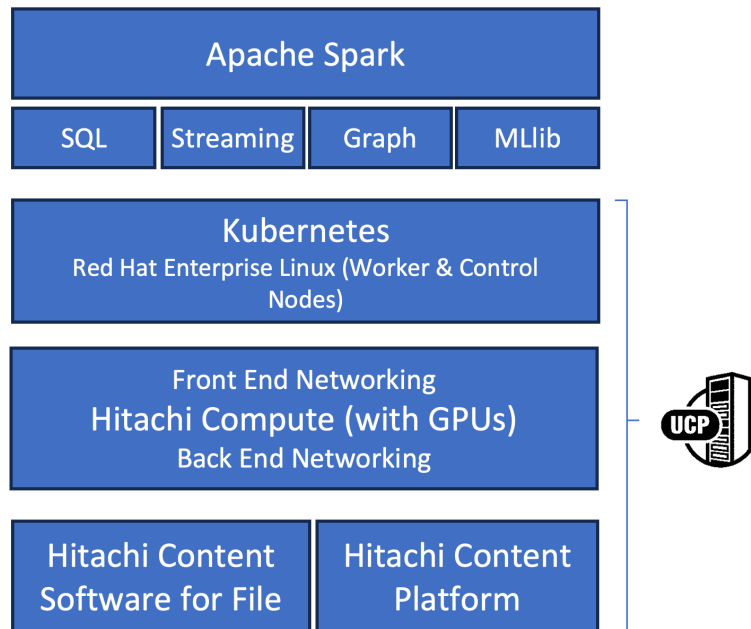 Apache Spark
SQL
Streaming
Graph
MLlib
Kubernetes
Red Hat Enterprise Linux (Worker & Control
Nodes)
Front End Networking
Hitachi Compute (with GPUs)
Back End Networking
UCP
Hitachi Content
Software for File
Hitachi Content
Platform